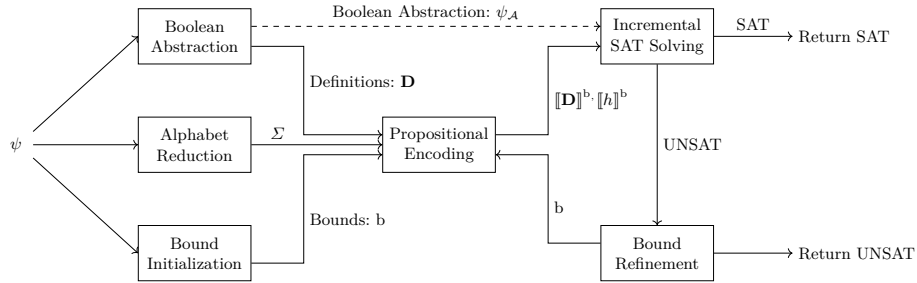 Boolean Abstraction: ψ_𝒜
Boolean
Abstraction
Incremental
SAT Solving
SAT
Return SAT
Definitions: D
⟦D⟧ᵇ, ⟦h⟧ᵇ
ψ
Alphabet
Reduction
Σ
Propositional
Encoding
UNSAT
Bounds: b
b
Bound
Initialization
Bound
Refinement
Return UNSAT